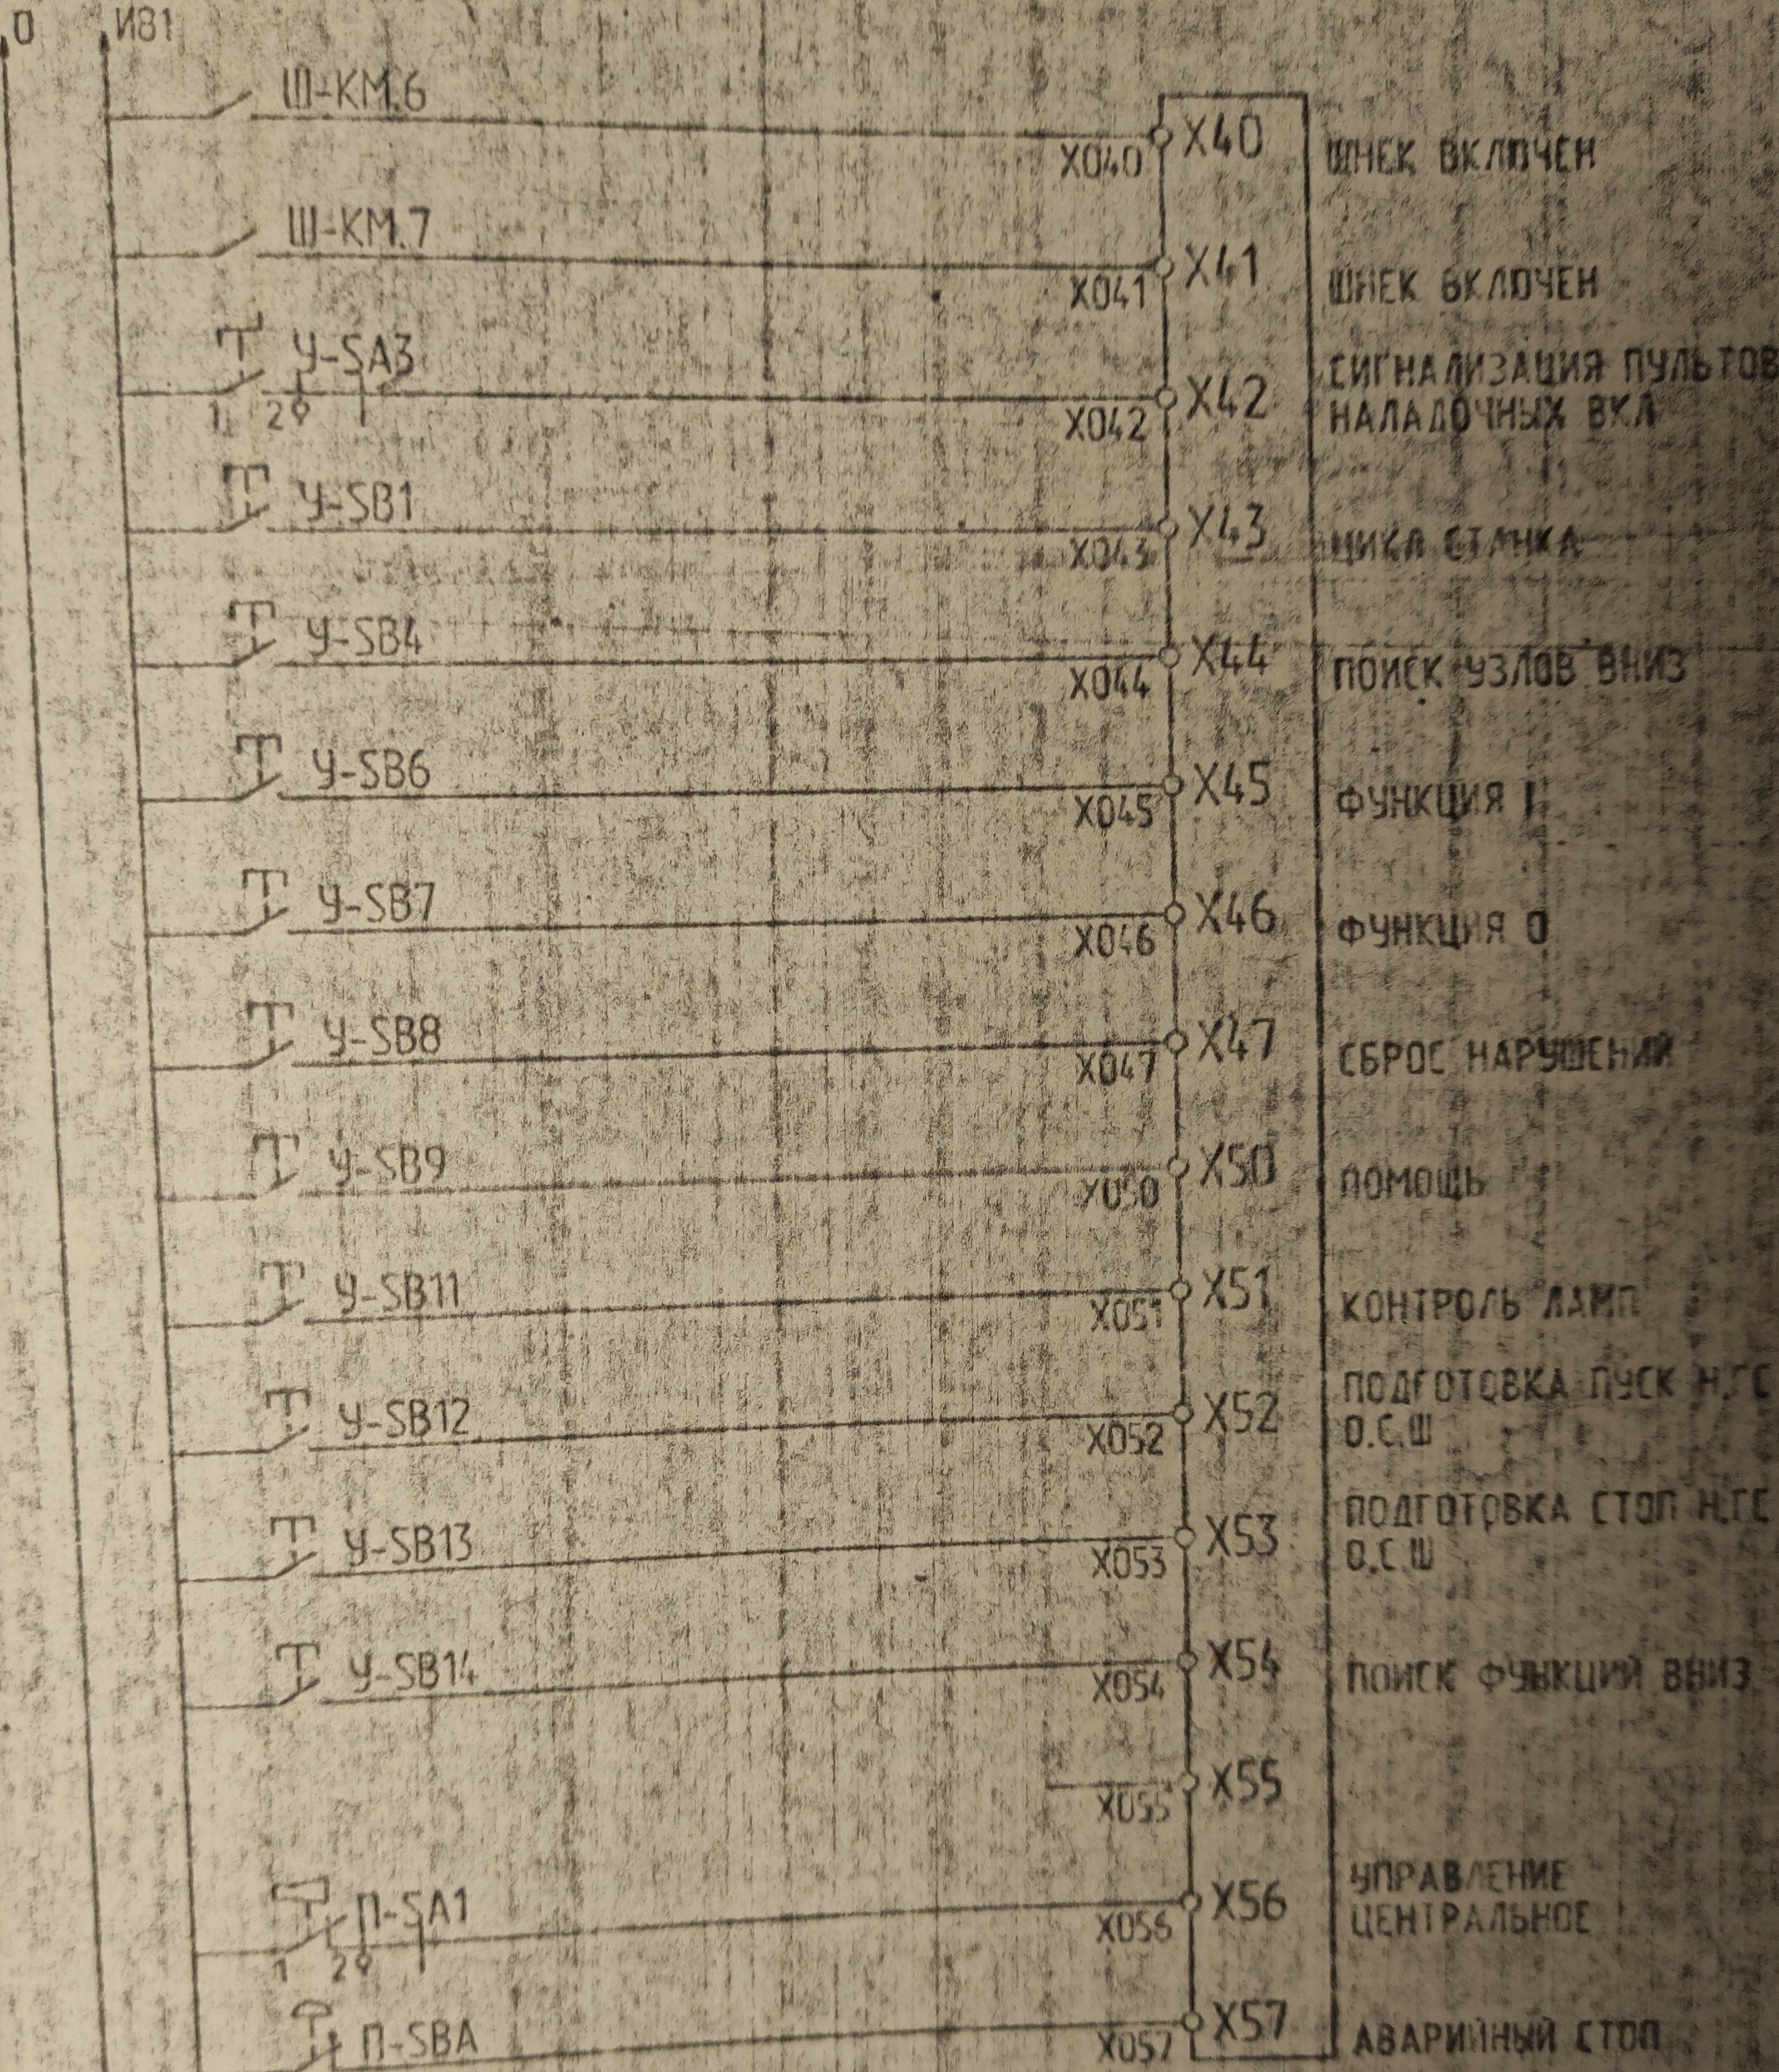 0 И81
Ш-КМ.6
X040 X40 ШНЕК ВКЛЮЧЕН
Ш-КМ.7
X041 X41 ШНЕК ВКЛЮЧЕН
У-SA3
1 2
X042 X42 СИГНАЛИЗАЦИЯ ПУЛЬТОВ
НАЛАДОЧНЫХ ВКЛ
У-SB1
X043 X43 ЦИКЛ СТАНКА
У-SB4
X044 X44 ПОИСК УЗЛОВ ВНИЗ
У-SB6
X045 X45 ФУНКЦИЯ I
У-SB7
X046 X46 ФУНКЦИЯ 0
У-SB8
X047 X47 СБРОС НАРУШЕНИЙ
У-SB9
X050 X50 ПОМОЩЬ
У-SB11
X051 X51 КОНТРОЛЬ ЛАМП
У-SB12
X052 X52 ПОДГОТОВКА ПУСК Н.ГС
О.С.Ш
У-SB13
X053 X53 ПОДГОТОВКА СТОП Н.ГС
О.С.Ш
У-SB14
X054 X54 ПОИСК ФУНКЦИЙ ВНИЗ
X055 X55
П-SA1
1 2
X056 X56 УПРАВЛЕНИЕ
ЦЕНТРАЛЬНОЕ
П-SBA
X057 X57 АВАРИЙНЫЙ СТОП